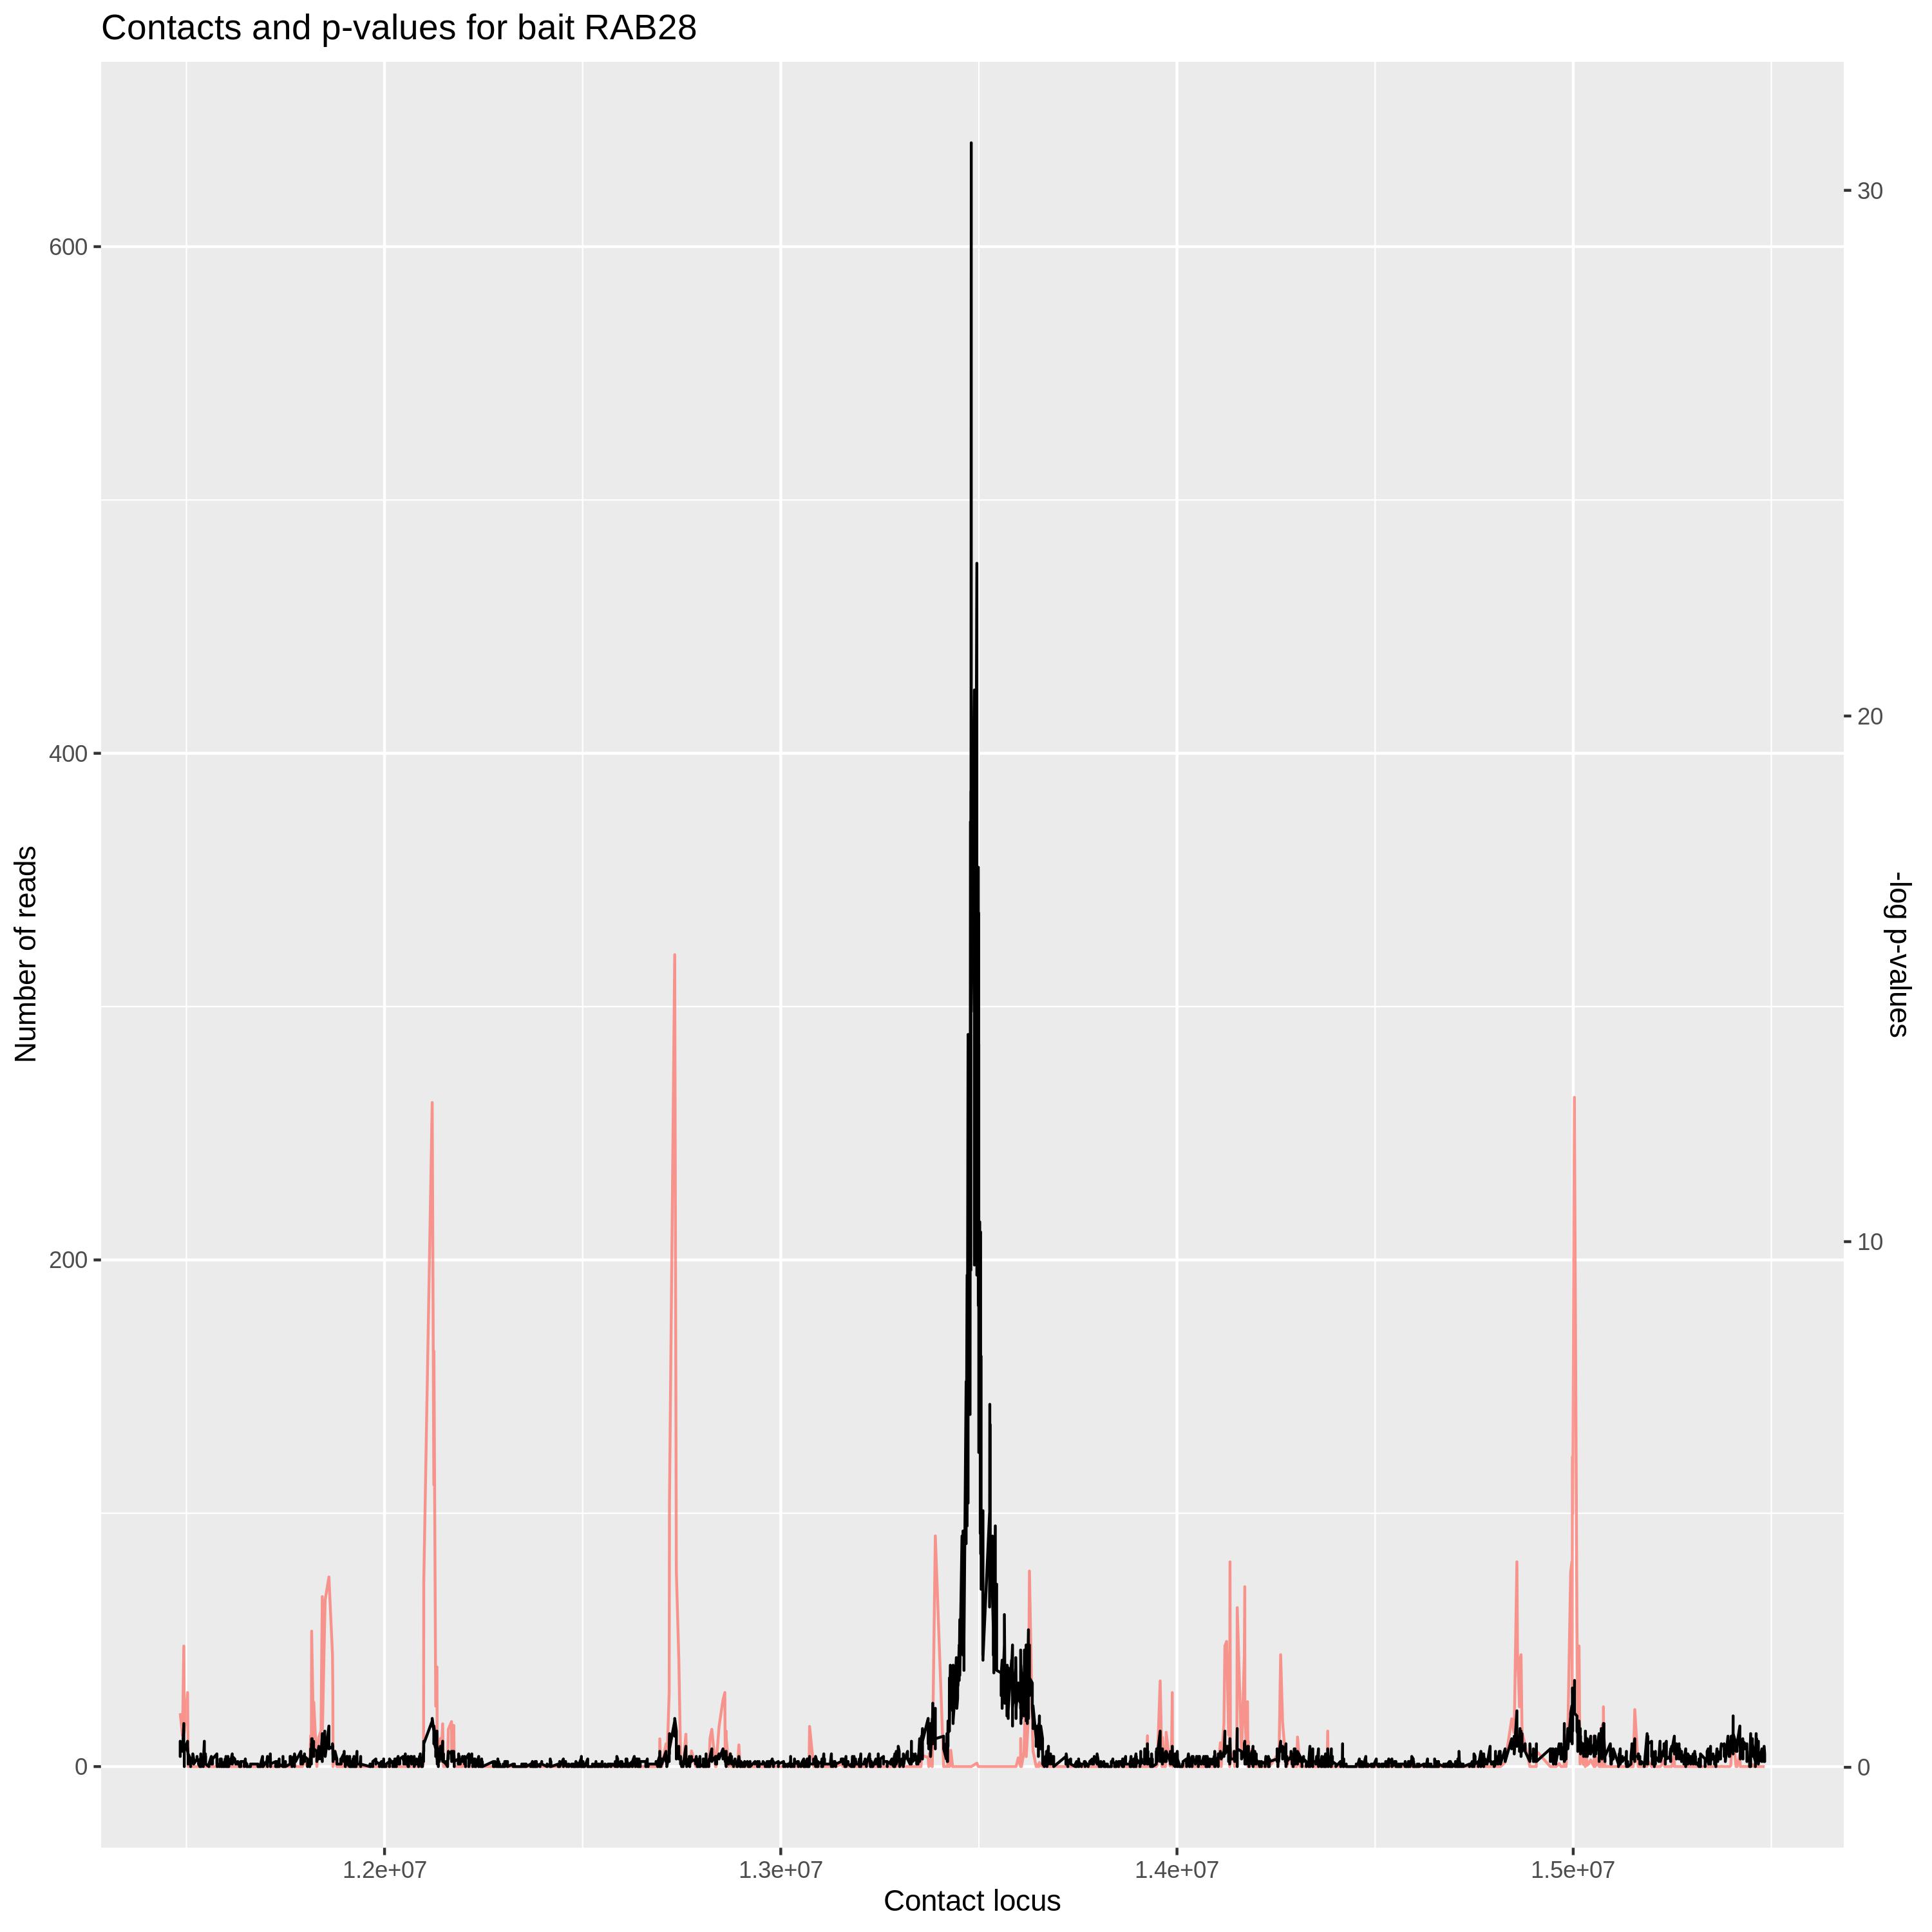 Contacts and p-values for bait RAB28
30
600
20
400
Number of reads
-log p-values
10
200
0
0
1.2e+07
1.3e+07
1.4e+07
1.5e+07
Contact locus